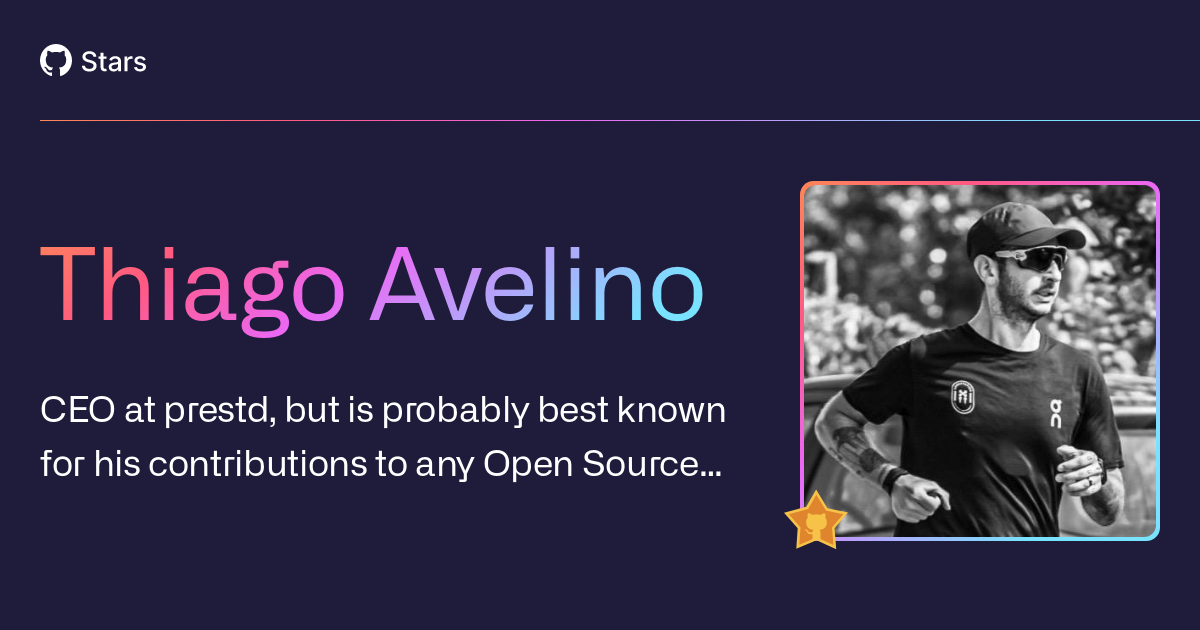 Stars
Thiago Avelino
CEO at prestd, but is probably best known
for his contributions to any Open Source...